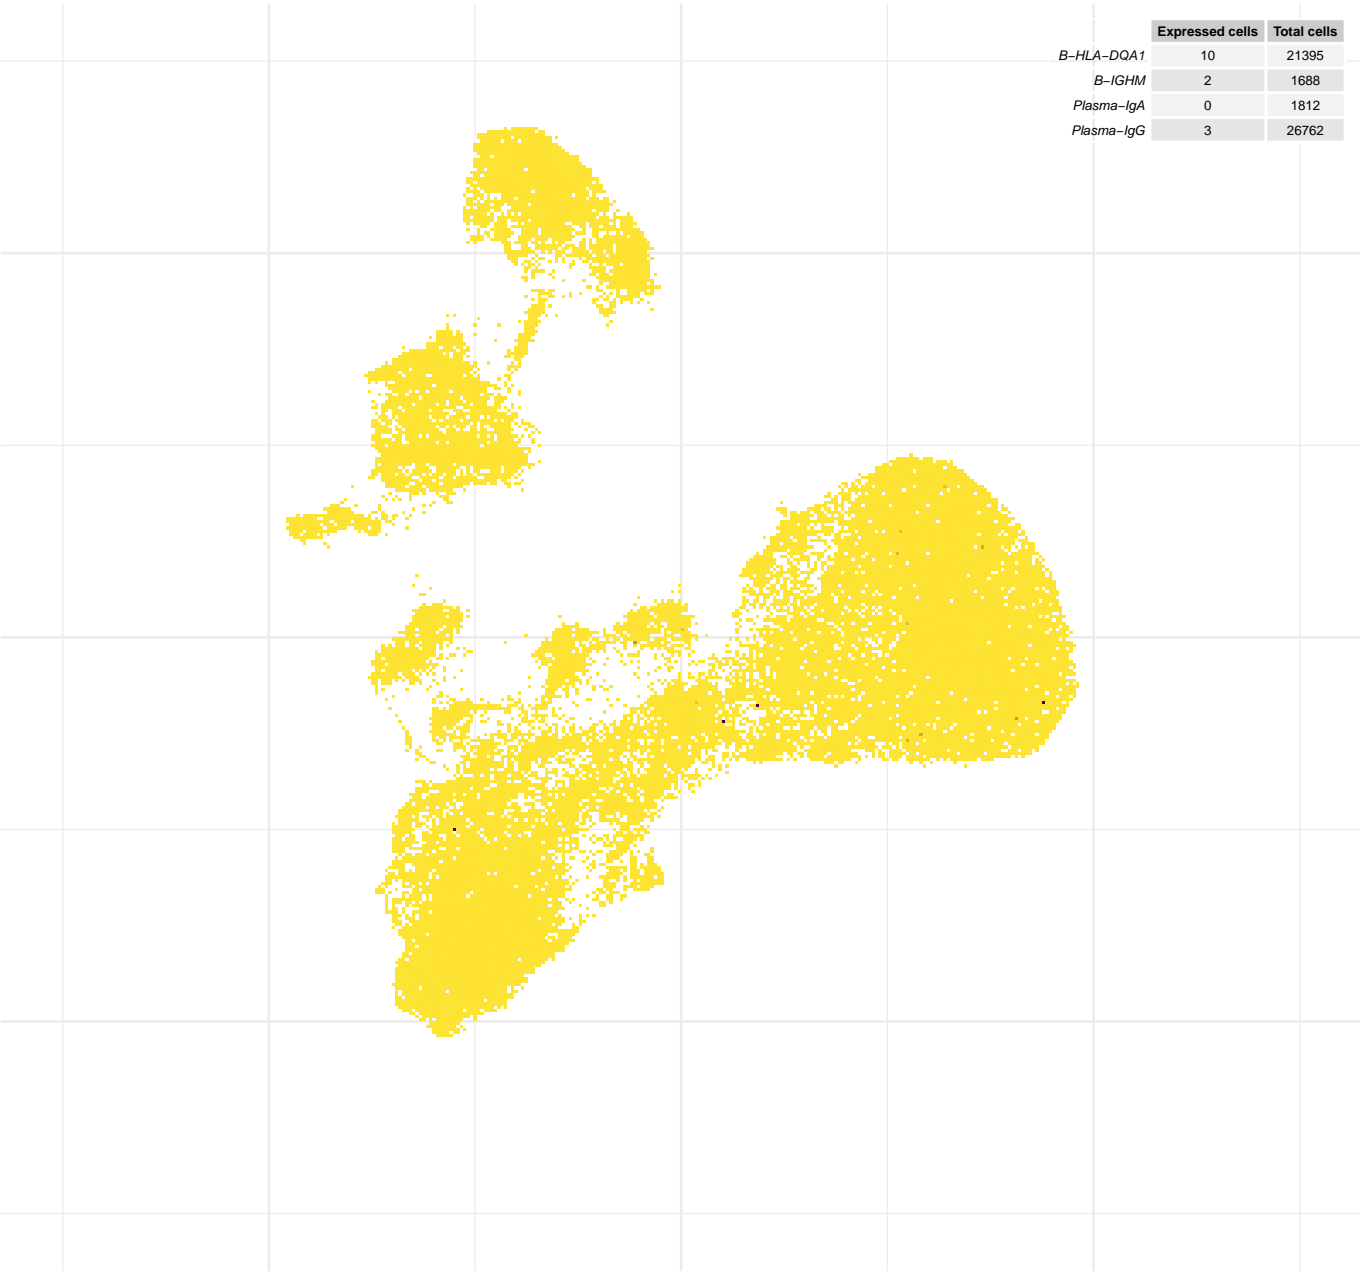 Expressed cells Total cells
B−HLA−DQA1 10 21395
B−IGHM 2 1688
Plasma−IgA 0 1812
Plasma−IgG 3 26762